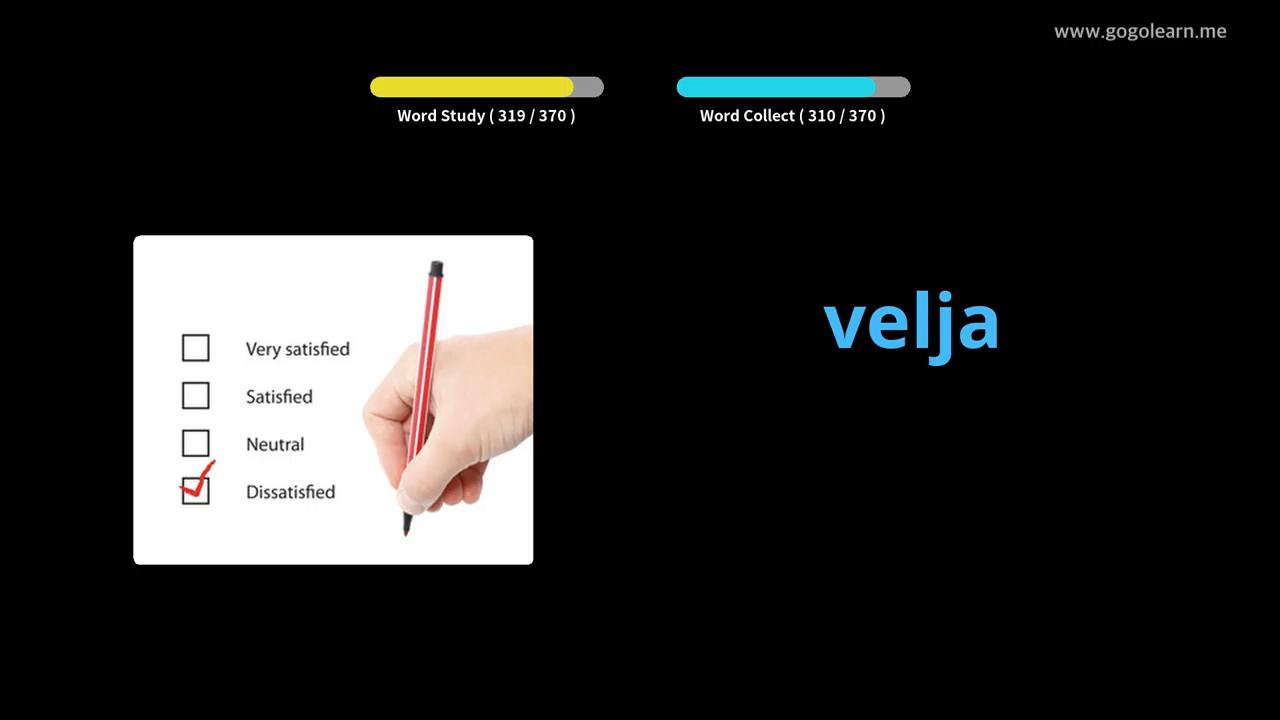 www.gogolearn.me
Word Study ( 319 / 370 )
Word Collect ( 310 / 370 )
Very satisfied
Satisfied
Neutral
Dissatisfied
velja